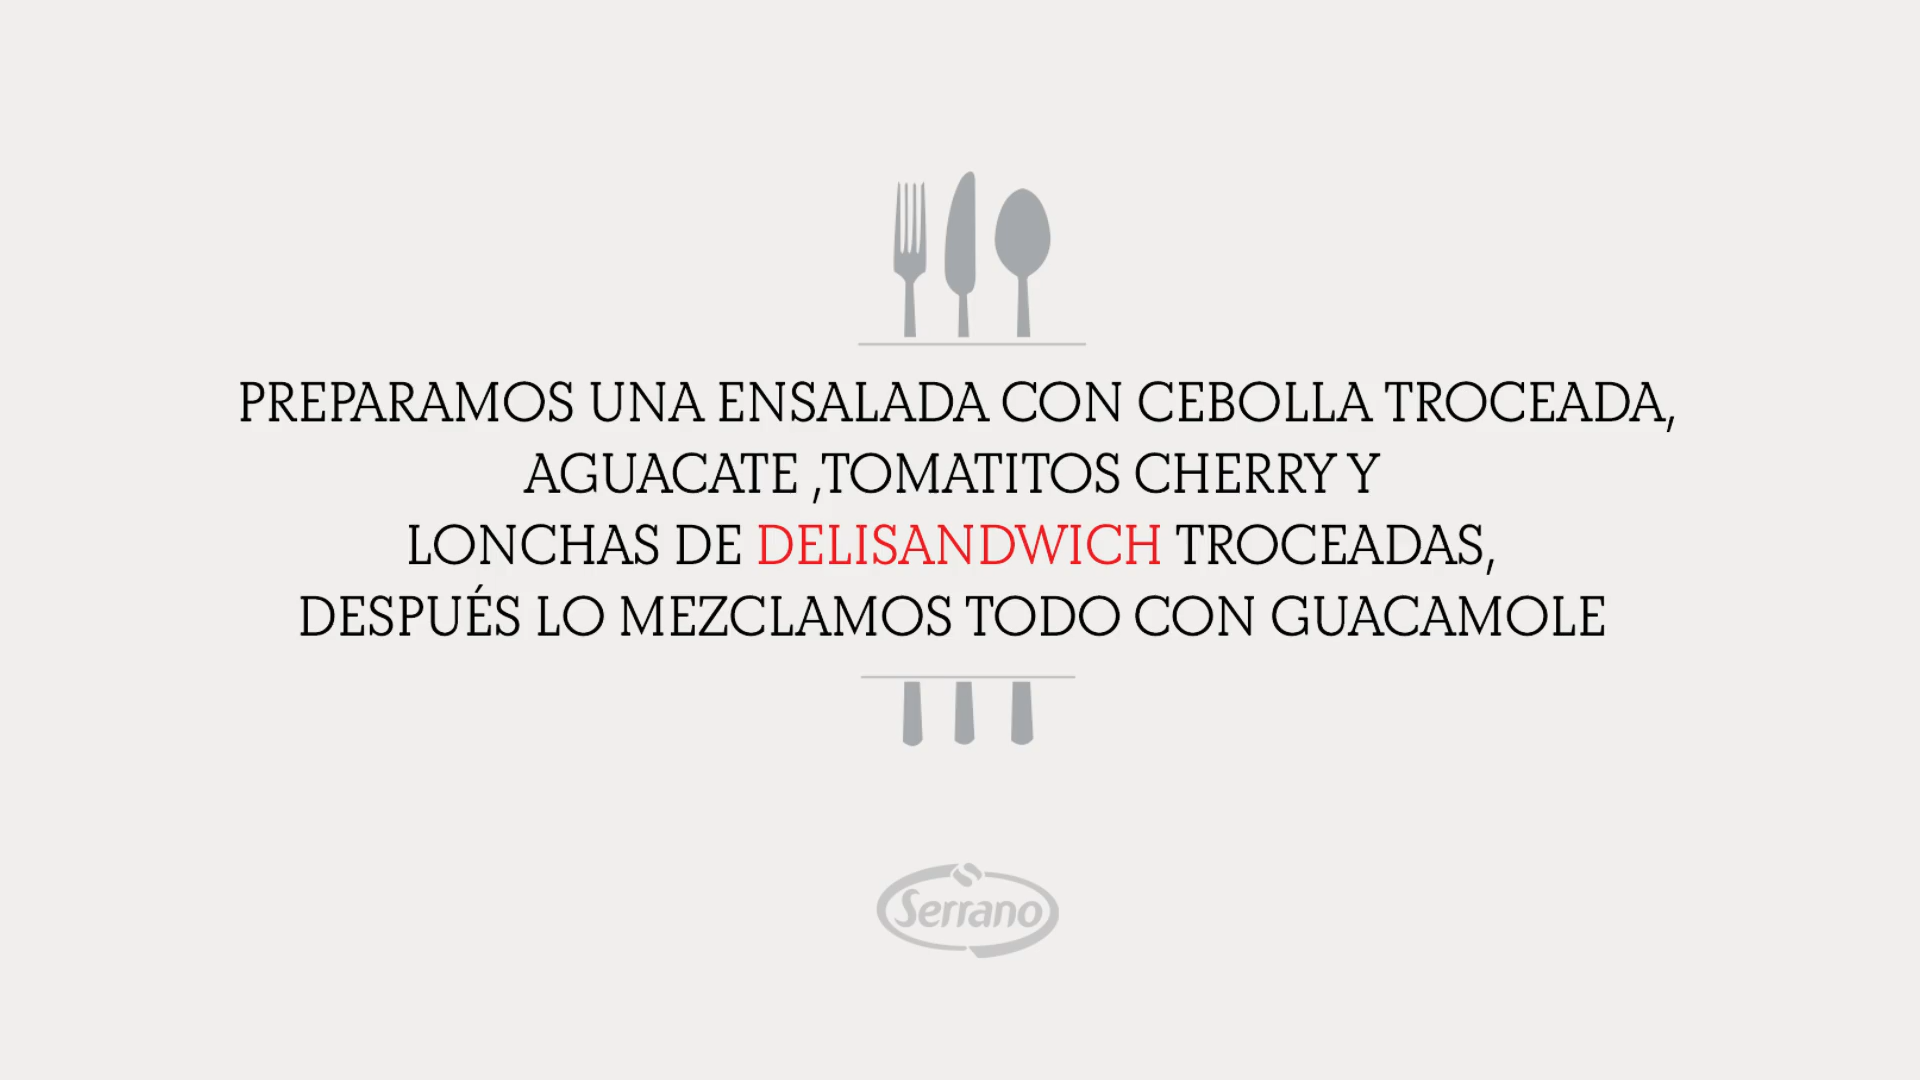 PREPARAMOS UNA ENSALADA CON CEBOLLA TROCEADA,
AGUACATE ,TOMATITOS CHERRY Y
LONCHAS DE DELISANDWICH TROCEADAS,
DESPUÉS LO MEZCLAMOS TODO CON GUACAMOLE
Serrano